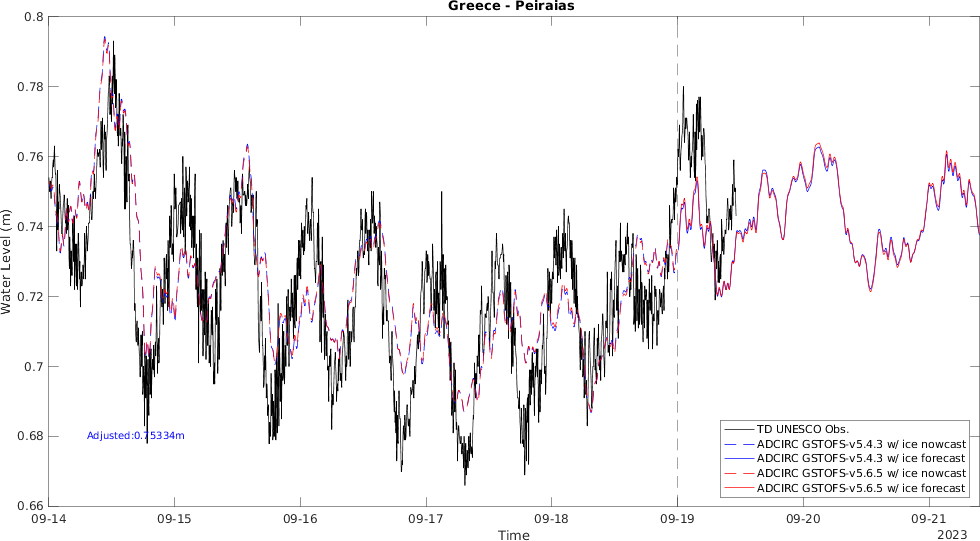 Greece - Peiraias
0.8
0.78
0.76
0.74
0.72
0.7
0.68
0.66
Water Level (m)
Adjusted:0.75334m
TD UNESCO Obs.
ADCIRC GSTOFS-v5.4.3 w/ ice nowcast
ADCIRC GSTOFS-v5.4.3 w/ ice forecast
ADCIRC GSTOFS-v5.6.5 w/ ice nowcast
ADCIRC GSTOFS-v5.6.5 w/ ice forecast
09-14 09-15 09-16 09-17 09-18 09-19 09-20 09-21
Time
2023